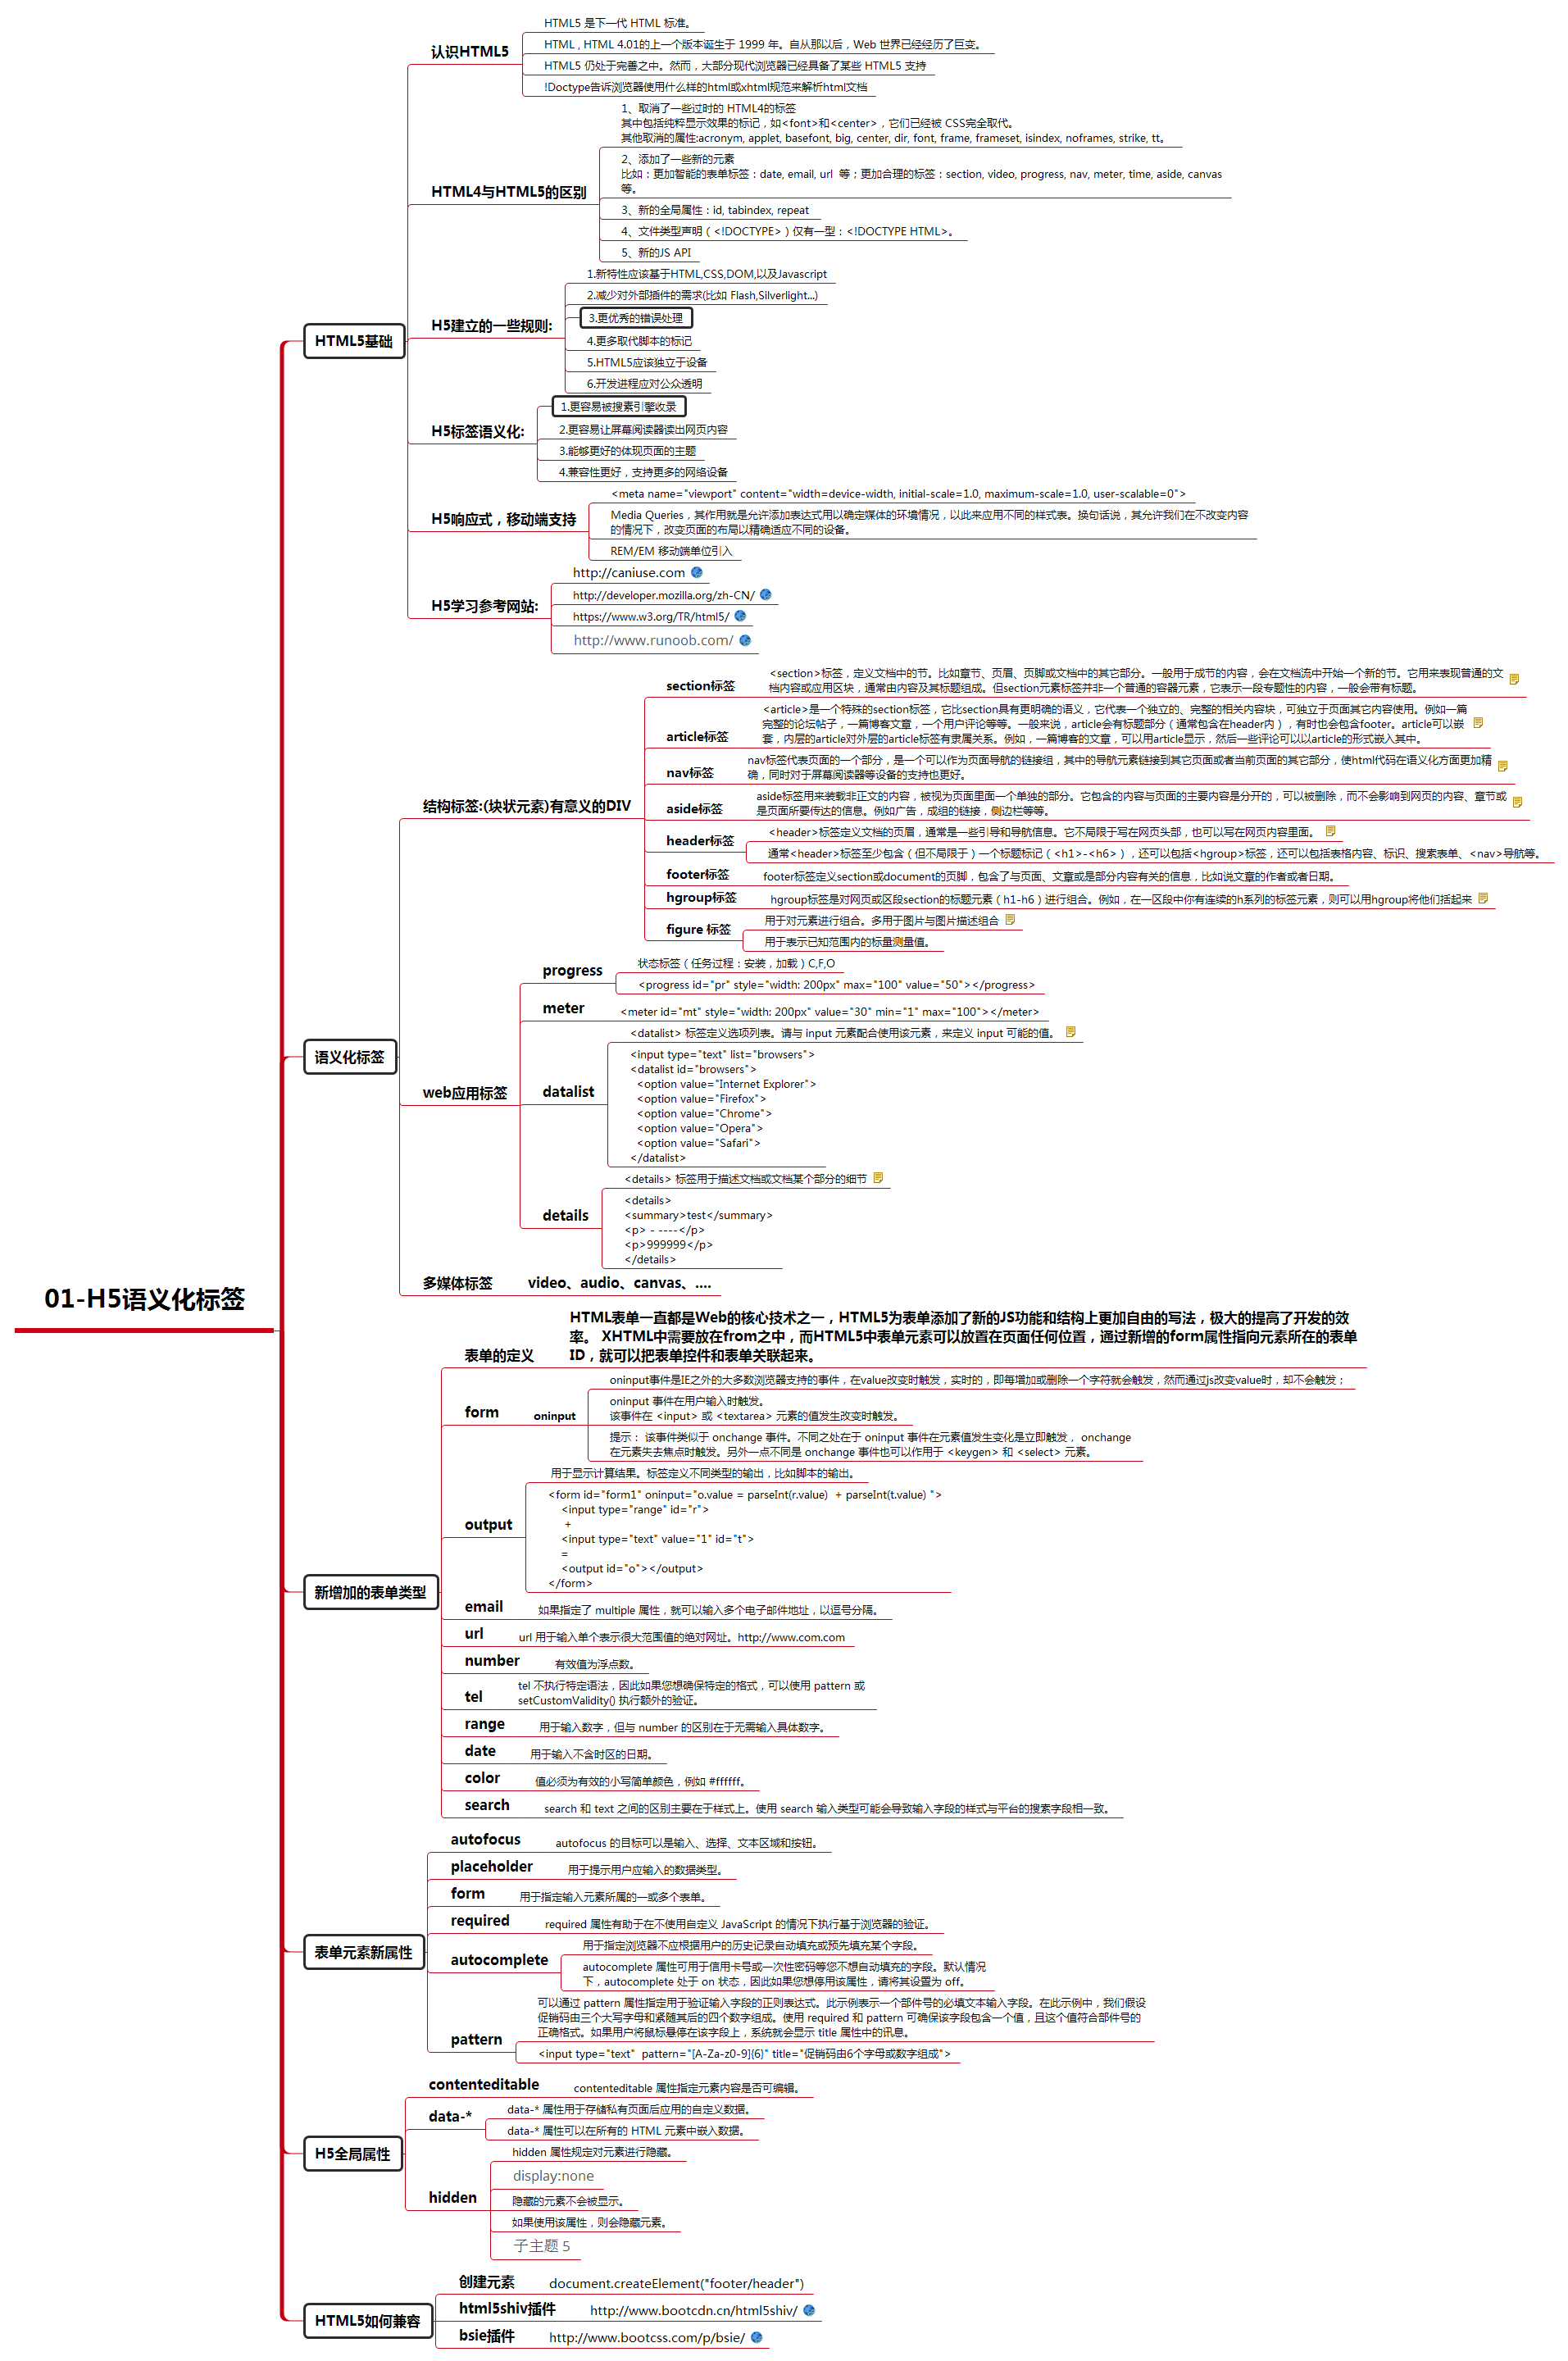 01-H5语义化标签
HTML5基础
认识HTML5
HTML5 是下一代 HTML 标准。
HTML , HTML 4.01的上一个版本诞生于 1999 年。自从那以后，Web 世界已经经历了巨变。
HTML5 仍处于完善之中。然而，大部分现代浏览器已经具备了某些 HTML5 支持
!Doctype告诉浏览器使用什么样的html或xhtml规范来解析html文档
HTML4与HTML5的区别
1、取消了一些过时的 HTML4的标签
其中包括纯粹显示效果的标记，如<font>和<center>，它们已经被 CSS完全取代。
其他取消的属性:acronym, applet, basefont, big, center, dir, font, frame, frameset, isindex, noframes, strike, tt。
2、添加了一些新的元素
比如：更加智能的表单标签：date, email, url 等；更加合理的标签：section, video, progress, nav, meter, time, aside, canvas
等。
3、新的全局属性：id, tabindex, repeat
4、文件类型声明（<!DOCTYPE>）仅有一型：<!DOCTYPE HTML>。
5、新的JS API
H5建立的一些规则:
1.新特性应该基于HTML,CSS,DOM,以及Javascript
2.减少对外部插件的需求(比如 Flash,Silverlight...)
3.更优秀的错误处理
4.更多取代脚本的标记
5.HTML5应该独立于设备
6.开发进程应对公众透明
H5标签语义化:
1.更容易被搜素引擎收录
2.更容易让屏幕阅读器读出网页内容
3.能够更好的体现页面的主题
4.兼容性更好，支持更多的网络设备
H5响应式，移动端支持
<meta name="viewport" content="width=device-width, initial-scale=1.0, maximum-scale=1.0, user-scalable=0">
Media Queries，其作用就是允许添加表达式用以确定媒体的环境情况，以此来应用不同的样式表。换句话说，其允许我们在不改变内容
的情况下，改变页面的布局以精确适应不同的设备。
REM/EM 移动端单位引入
H5学习参考网站:
http://caniuse.com
http://developer.mozilla.org/zh-CN/
https://www.w3.org/TR/html5/
http://www.runoob.com/
语义化标签
结构标签:(块状元素)有意义的DIV
section标签
<section>标签，定义文档中的节。比如章节、页眉、页脚或文档中的其它部分。一般用于成节的内容，会在文档流中开始一个新的节。它用来表现普通的文
档内容或应用区块，通常由内容及其标题组成。但section元素标签并非一个普通的容器元素，它表示一段专题性的内容，一般会带有标题。
article标签
<article>是一个特殊的section标签，它比section具有更明确的语义，它代表一个独立的、完整的相关内容块，可独立于页面其它内容使用。例如一篇
完整的论坛帖子，一篇博客文章，一个用户评论等等。一般来说，article会有标题部分（通常包含在header内），有时也会包含footer。article可以嵌
套，内层的article对外层的article标签有隶属关系。例如，一篇博客的文章，可以用article显示，然后一些评论可以以article的形式嵌入其中。
nav标签
nav标签代表页面的一个部分，是一个可以作为页面导航的链接组，其中的导航元素链接到其它页面或者当前页面的其它部分，使html代码在语义化方面更加精
确，同时对于屏幕阅读器等设备的支持也更好。
aside标签
aside标签用来装载非正文的内容，被视为页面里面一个单独的部分。它包含的内容与页面的主要内容是分开的，可以被删除，而不会影响到网页的内容、章节或
是页面所要传达的信息。例如广告，成组的链接，侧边栏等等。
header标签
<header>标签定义文档的页眉，通常是一些引导和导航信息。它不局限于写在网页头部，也可以写在网页内容里面。
通常<header>标签至少包含（但不局限于）一个标题标记（<h1>-<h6>），还可以包括<hgroup>标签，还可以包括表格内容、标识、搜索表单、<nav>导航等。
footer标签
footer标签定义section或document的页脚，包含了与页面、文章或是部分内容有关的信息，比如说文章的作者或者日期。
hgroup标签
hgroup标签是对网页或区段section的标题元素（h1-h6）进行组合。例如，在一区段中你有连续的h系列的标签元素，则可以用hgroup将他们括起来
figure 标签
用于对元素进行组合。多用于图片与图片描述组合
用于表示已知范围内的标量测量值。
web应用标签
progress
状态标签（任务过程：安装，加载）C,F,O
<progress id="pr" style="width: 200px" max="100" value="50"></progress>
meter
<meter id="mt" style="width: 200px" value="30" min="1" max="100"></meter>
datalist
<datalist> 标签定义选项列表。请与 input 元素配合使用该元素，来定义 input 可能的值。
<input type="text" list="browsers">
<datalist id="browsers">
<option value="Internet Explorer">
<option value="Firefox">
<option value="Chrome">
<option value="Opera">
<option value="Safari">
</datalist>
details
<details> 标签用于描述文档或文档某个部分的细节
<details>
<summary>test</summary>
<p> - ----</p>
<p>999999</p>
</details>
多媒体标签
video、audio、canvas、....
新增加的表单类型
表单的定义
HTML表单一直都是Web的核心技术之一，HTML5为表单添加了新的JS功能和结构上更加自由的写法，极大的提高了开发的效
率。 XHTML中需要放在from之中，而HTML5中表单元素可以放置在页面任何位置，通过新增的form属性指向元素所在的表单
ID，就可以把表单控件和表单关联起来。
form
oninput
oninput事件是IE之外的大多数浏览器支持的事件，在value改变时触发，实时的，即每增加或删除一个字符就会触发，然而通过js改变value时，却不会触发；
oninput 事件在用户输入时触发。
该事件在 <input> 或 <textarea> 元素的值发生改变时触发。
提示： 该事件类似于 onchange 事件。不同之处在于 oninput 事件在元素值发生变化是立即触发， onchange
在元素失去焦点时触发。另外一点不同是 onchange 事件也可以作用于 <keygen> 和 <select> 元素。
output
用于显示计算结果。标签定义不同类型的输出，比如脚本的输出。
<form id="form1" oninput="o.value = parseInt(r.value) + parseInt(t.value) ">
<input type="range" id="r">
+
<input type="text" value="1" id="t">
=
<output id="o"></output>
</form>
email
如果指定了 multiple 属性，就可以输入多个电子邮件地址，以逗号分隔。
url
url 用于输入单个表示很大范围值的绝对网址。http://www.com.com
number
有效值为浮点数。
tel
tel 不执行特定语法，因此如果您想确保特定的格式，可以使用 pattern 或
setCustomValidity() 执行额外的验证。
range
用于输入数字，但与 number 的区别在于无需输入具体数字。
date
用于输入不含时区的日期。
color
值必须为有效的小写简单颜色，例如 #ffffff。
search
search 和 text 之间的区别主要在于样式上。使用 search 输入类型可能会导致输入字段的样式与平台的搜索字段相一致。
表单元素新属性
autofocus
autofocus 的目标可以是输入、选择、文本区域和按钮。
placeholder
用于提示用户应输入的数据类型。
form
用于指定输入元素所属的一或多个表单。
required
required 属性有助于在不使用自定义 JavaScript 的情况下执行基于浏览器的验证。
autocomplete
用于指定浏览器不应根据用户的历史记录自动填充或预先填充某个字段。
autocomplete 属性可用于信用卡号或一次性密码等您不想自动填充的字段。默认情况
下，autocomplete 处于 on 状态，因此如果您想停用该属性，请将其设置为 off。
pattern
可以通过 pattern 属性指定用于验证输入字段的正则表达式。此示例表示一个部件号的必填文本输入字段。在此示例中，我们假设
促销码由三个大写字母和紧随其后的四个数字组成。使用 required 和 pattern 可确保该字段包含一个值，且这个值符合部件号的
正确格式。如果用户将鼠标悬停在该字段上，系统就会显示 title 属性中的讯息。
<input type="text" pattern="[A-Za-z0-9]{6}" title="促销码由6个字母或数字组成">
H5全局属性
contenteditable
contenteditable 属性指定元素内容是否可编辑。
data-*
data-* 属性用于存储私有页面后应用的自定义数据。
data-* 属性可以在所有的 HTML 元素中嵌入数据。
hidden
hidden 属性规定对元素进行隐藏。
display:none
隐藏的元素不会被显示。
如果使用该属性，则会隐藏元素。
子主题 5
HTML5如何兼容
创建元素
document.createElement("footer/header")
html5shiv插件
http://www.bootcdn.cn/html5shiv/
bsie插件
http://www.bootcss.com/p/bsie/